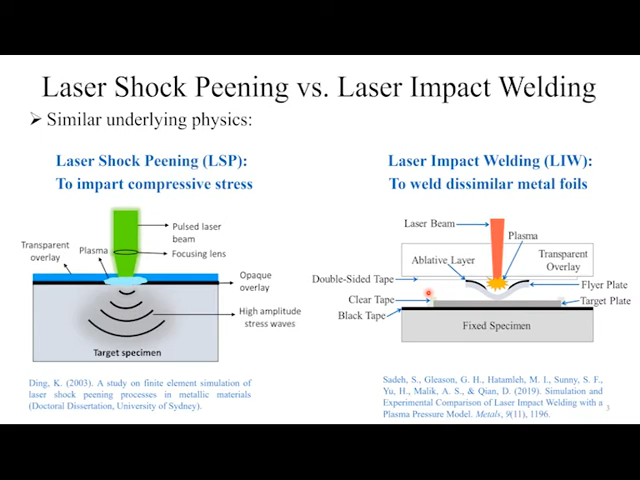 Laser Shock Peening vs. Laser Impact Welding
➤ Similar underlying physics:
Laser Shock Peening (LSP):
To impart compressive stress
Pulsed laser
beam
Focusing lens
Transparent
overlay
Plasma
Opaque
overlay
High amplitude
stress waves
Target specimen
Ding, K. (2003). A study on finite element simulation of
laser shock peening processes in metallic materials
(Doctoral Dissertation, University of Sydney).
Laser Impact Welding (LIW):
To weld dissimilar metal foils
Laser Beam
Plasma
Ablative Layer
Transparent
Overlay
Double-Sided Tape
Flyer Plate
Clear Tape
Target Plate
Black Tape
Fixed Specimen
Sadeh, S., Gleason, G. H., Hatamleh, M. I., Sunny, S. F.,
Yu, H., Malik, A. S., & Qian, D. (2019). Simulation and
Experimental Comparison of Laser Impact Welding with a
Plasma Pressure Model. Metals, 9(11), 1196.
3